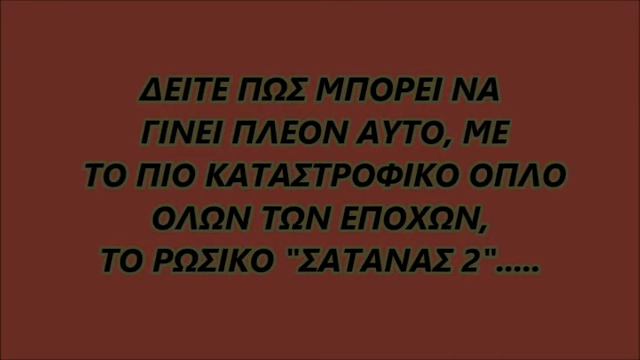 ΔΕΙΤΕ ΠΩΣ ΜΠΟΡΕΙ ΝΑ
ΓΙΝΕΙ ΠΛΕΟΝ ΑΥΤΟ, ΜΕ
ΤΟ ΠΙΟ ΚΑΤΑΣΤΡΟΦΙΚΟ ΟΠΛΟ
ΟΛΩΝ ΤΩΝ ΕΠΟΧΩΝ,
ΤΟ ΡΩΣΙΚΟ "ΣΑΤΑΝΑΣ 2".....